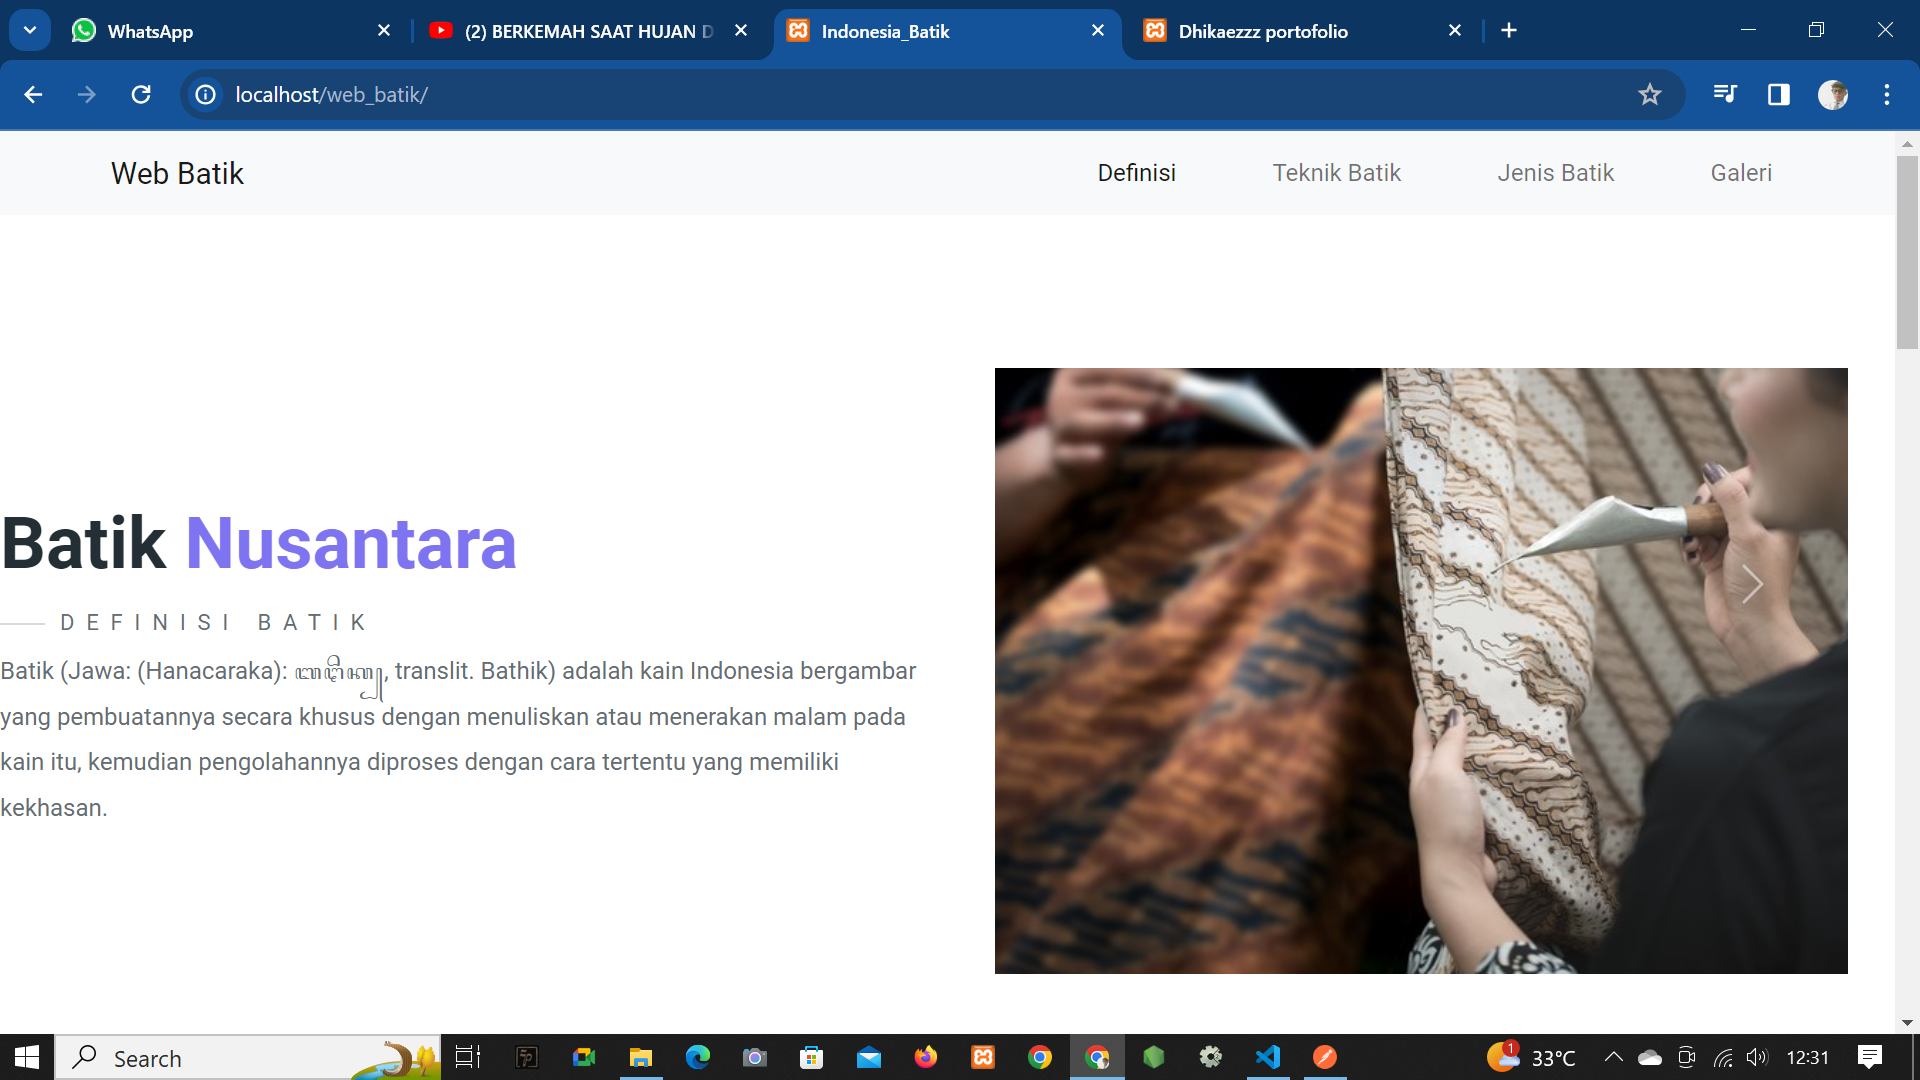 WhatsApp
(2) BERKEMAH SAAT HUJAN D
Indonesia_Batik
Dhikaezzz portofolio
localhost/web_batik/
Web Batik
Definisi
Teknik Batik
Jenis Batik
Galeri
Batik Nusantara
DEFINISI BATIK
Batik (Jawa: (Hanacaraka): ꦧꦛꦶꦏ꧀, translit. Bathik) adalah kain Indonesia bergambar
yang pembuatannya secara khusus dengan menuliskan atau menerakan malam pada
kain itu, kemudian pengolahannya diproses dengan cara tertentu yang memiliki
kekhasan.
Search
1
33°C
12:31